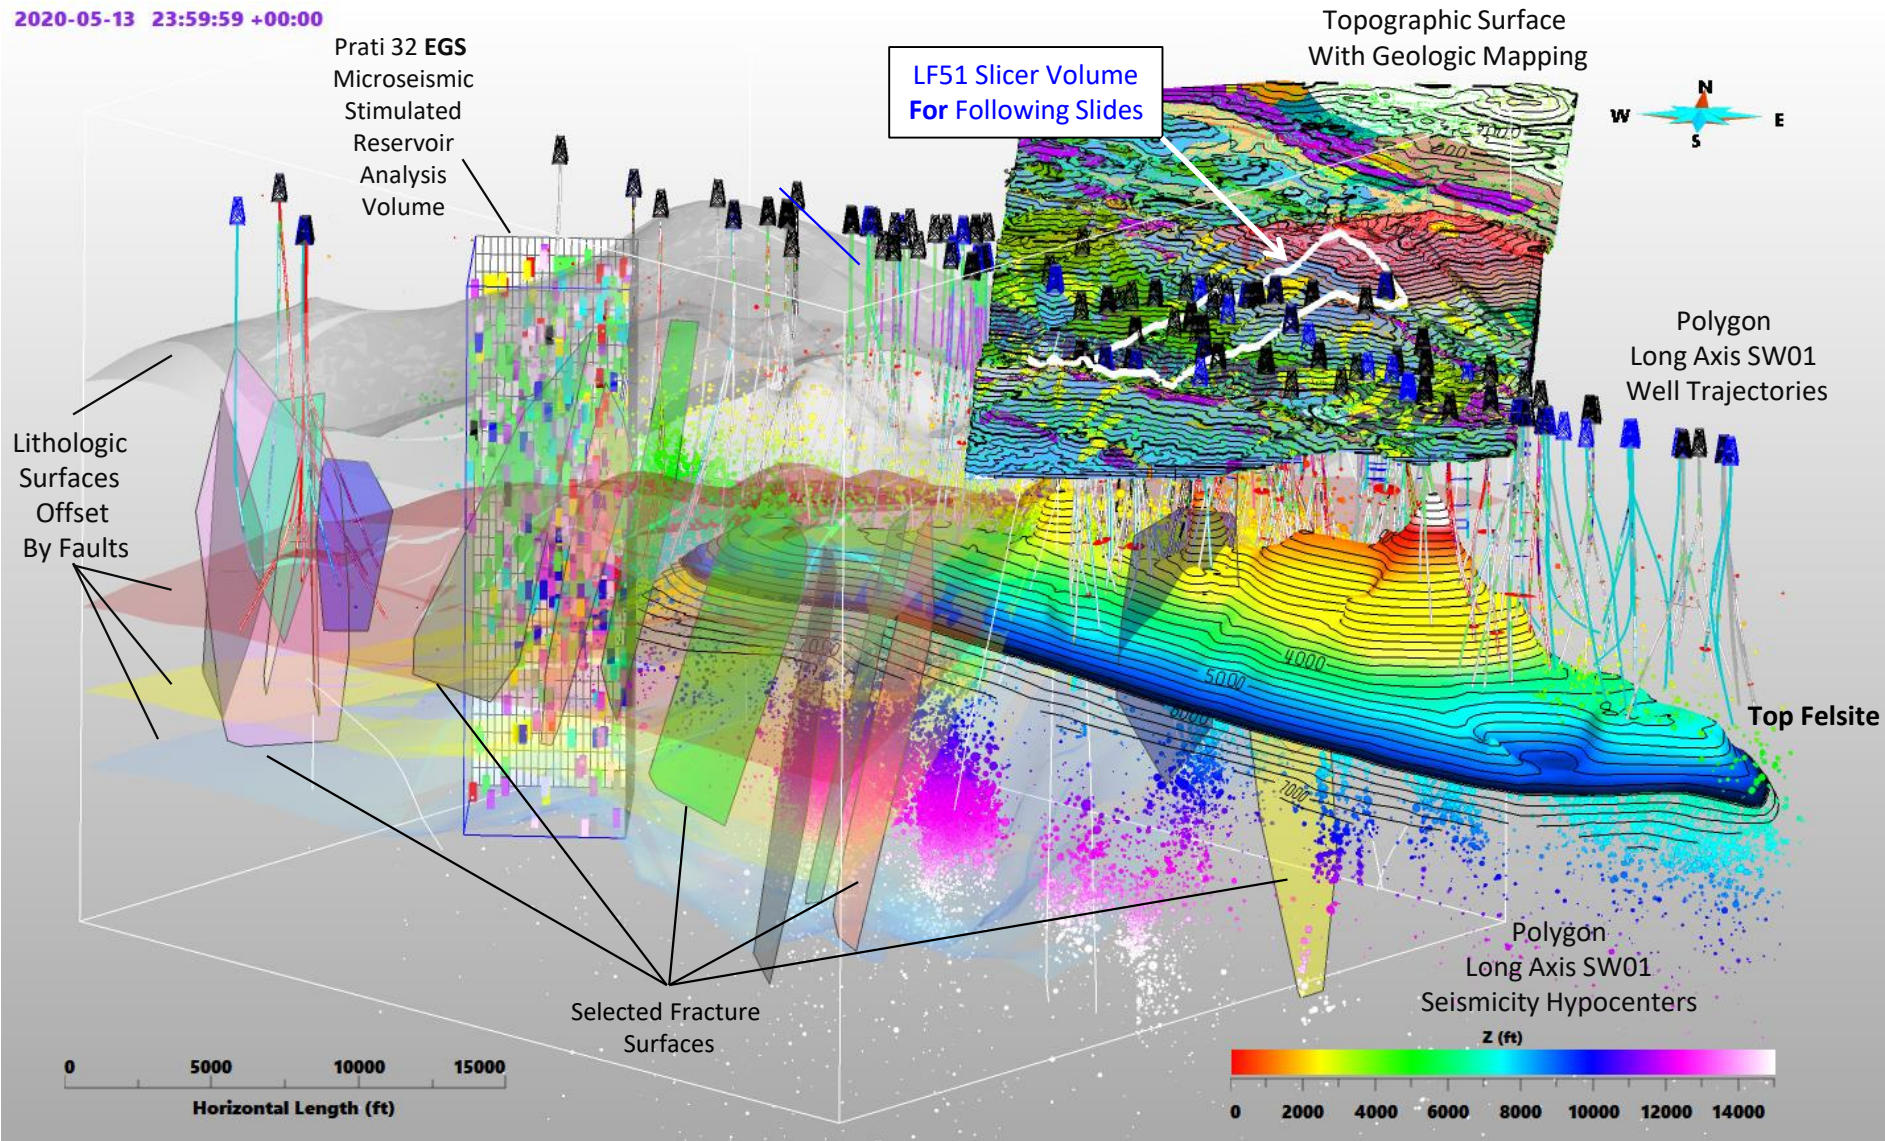 2020-05-13 23:59:59 +00:00
Prati 32 EGS
Microseismic
Stimulated
Reservoir
Analysis
Volume
LF51 Slicer Volume
For Following Slides
Topographic Surface
With Geologic Mapping
N
W
E
S
Polygon
Long Axis SW01
Well Trajectories
Lithologic
Surfaces
Offset
By Faults
4000
5000
6000
7000
7000
Top Felsite
Selected Fracture
Surfaces
Polygon
Long Axis SW01
Seismicity Hypocenters
0 5000 10000 15000
Horizontal Length (ft)
Z (ft)
0 2000 4000 6000 8000 10000 12000 14000